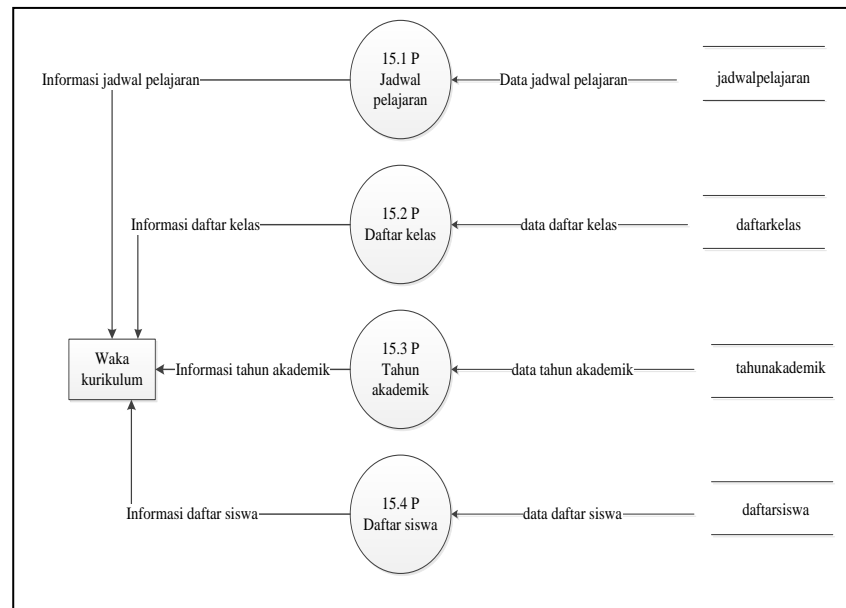 15.1 P
Jadwal
pelajaran
Informasi jadwal pelajaran
Data jadwal pelajaran
jadwalpelajaran
15.2 P
Daftar kelas
Informasi daftar kelas
data daftar kelas
daftarkelas
15.3 P
Tahun
akademik
Waka
kurikulum
Informasi tahun akademik
data tahun akademik
tahunakademik
15.4 P
Daftar siswa
Informasi daftar siswa
data daftar siswa
daftarsiswa